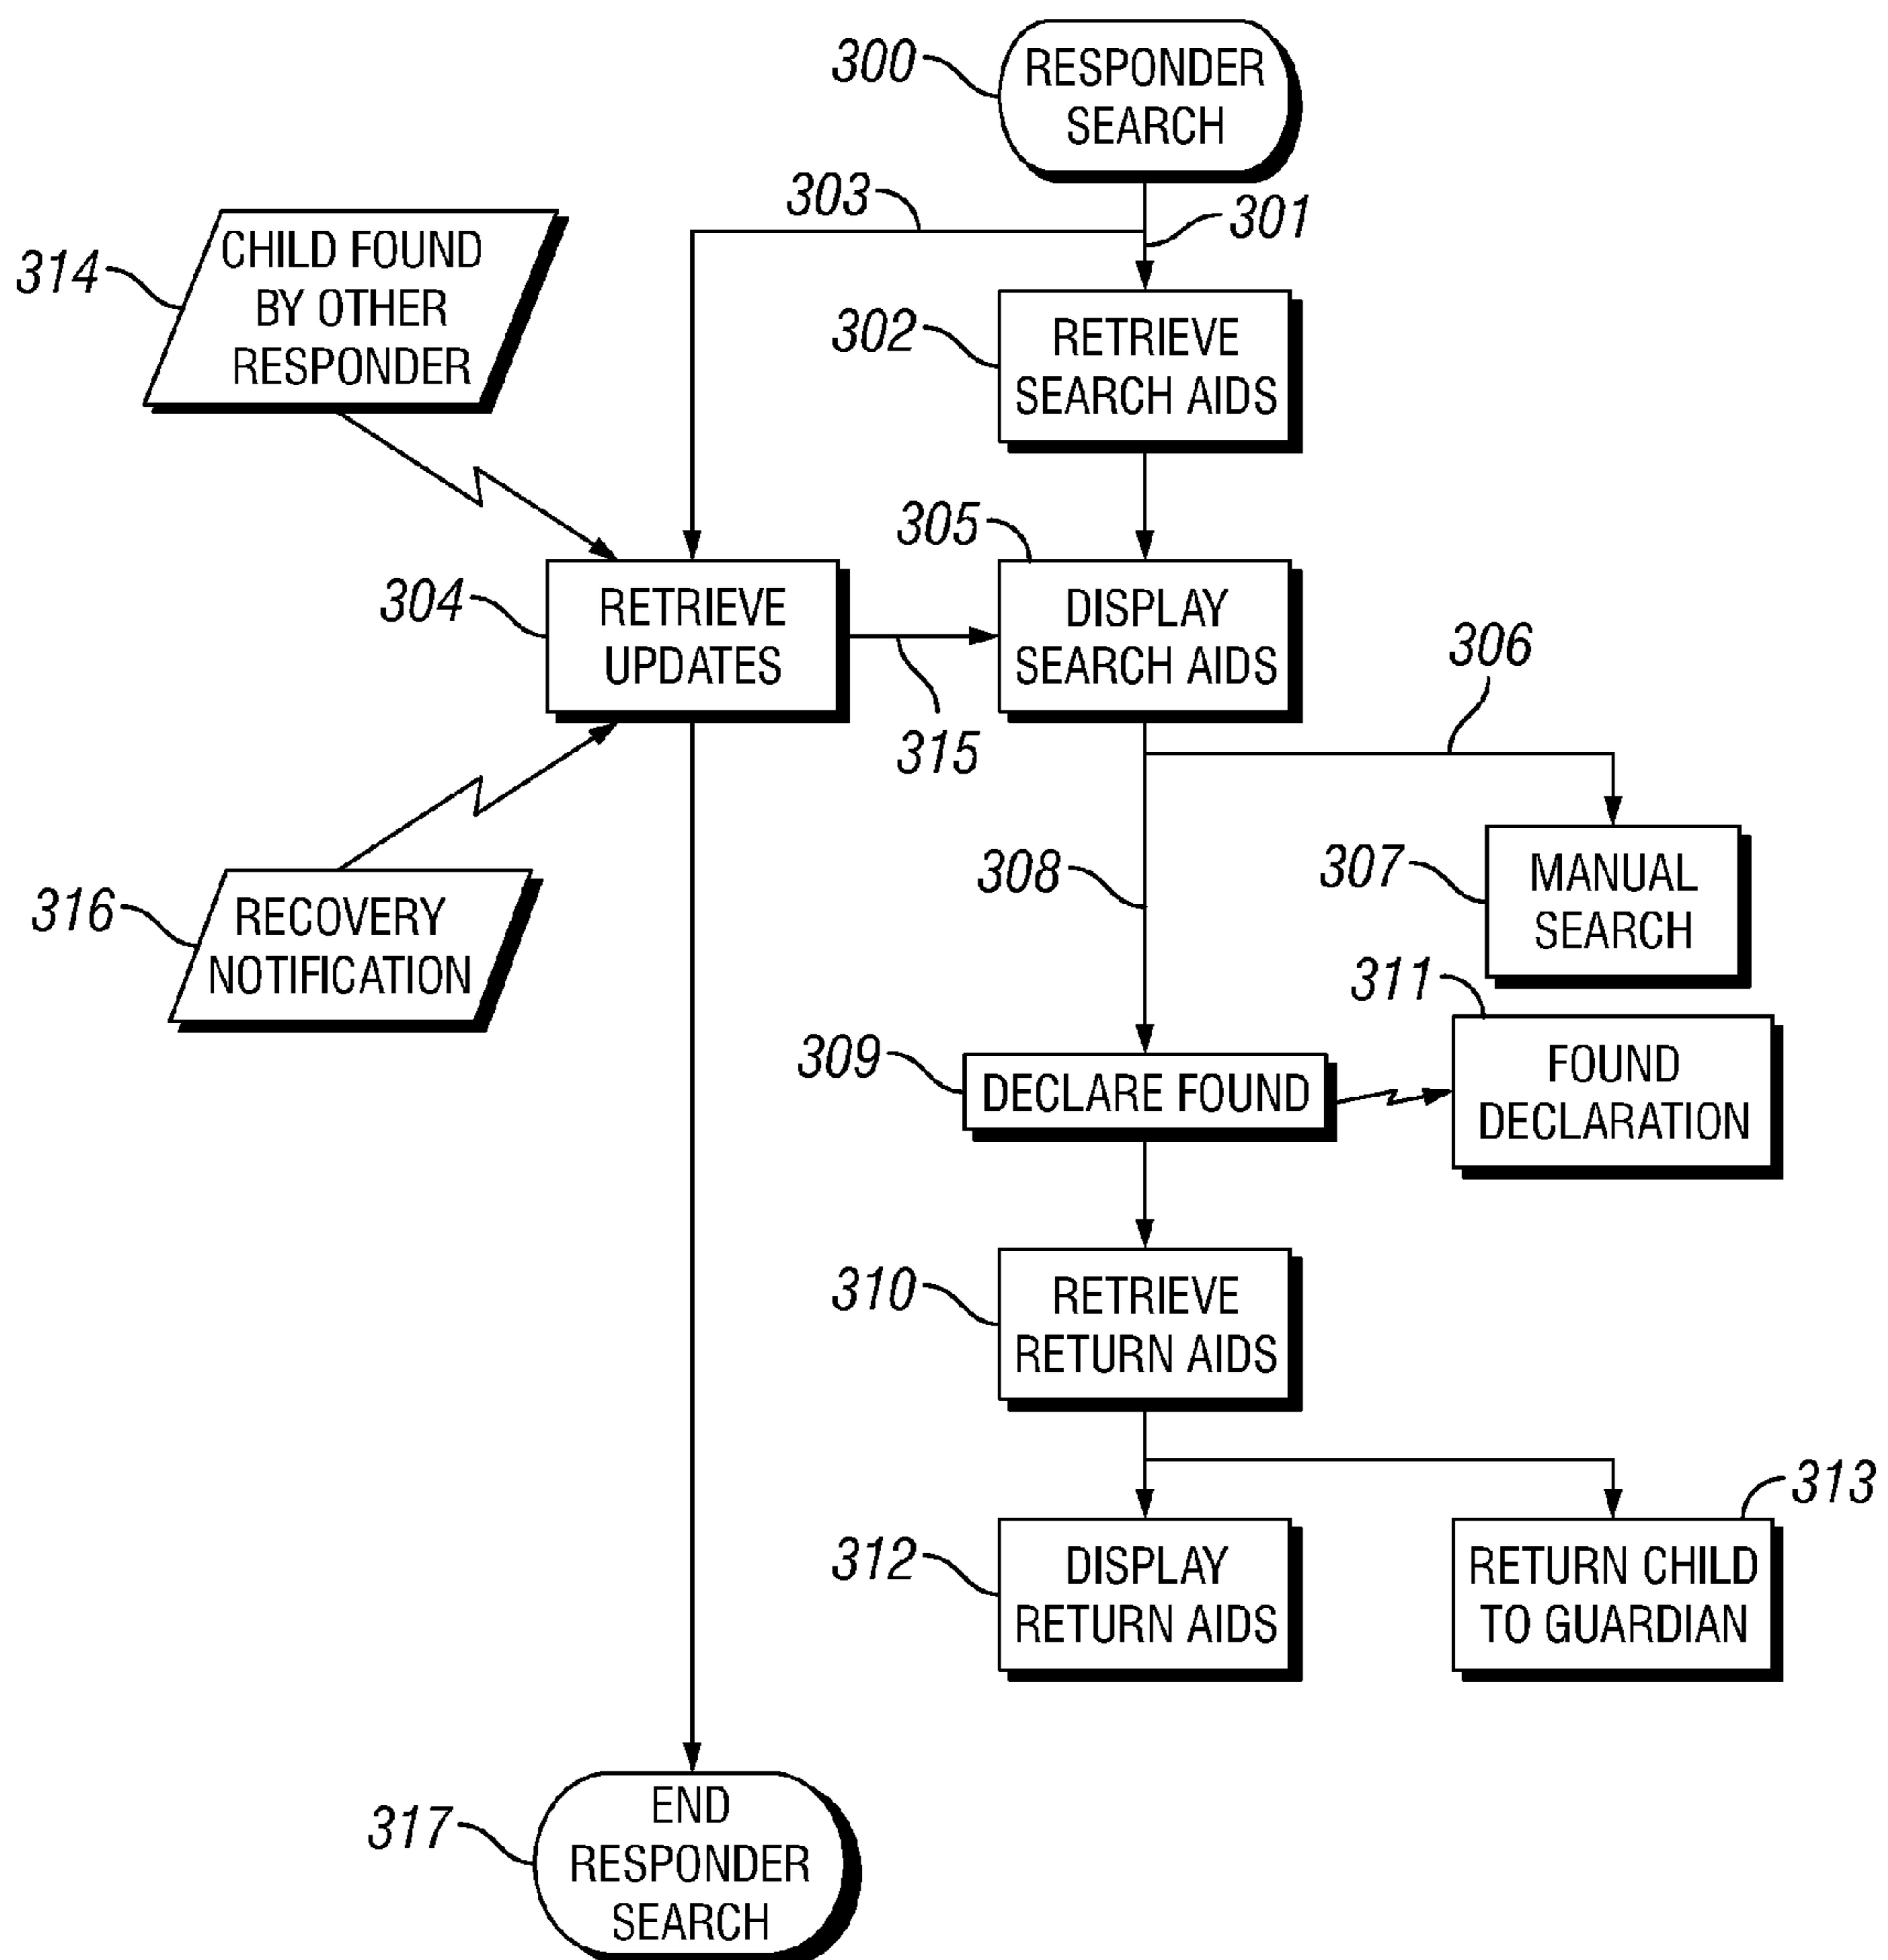 300
RESPONDER
SEARCH
303
301
314
CHILD FOUND
BY OTHER
RESPONDER
302
RETRIEVE
SEARCH AIDS
304
RETRIEVE
UPDATES
305
DISPLAY
SEARCH AIDS
315
306
316
RECOVERY
NOTIFICATION
308
307
MANUAL
SEARCH
309
DECLARE FOUND
311
FOUND
DECLARATION
310
RETRIEVE
RETURN AIDS
312
DISPLAY
RETURN AIDS
313
RETURN CHILD
TO GUARDIAN
317
END
RESPONDER
SEARCH